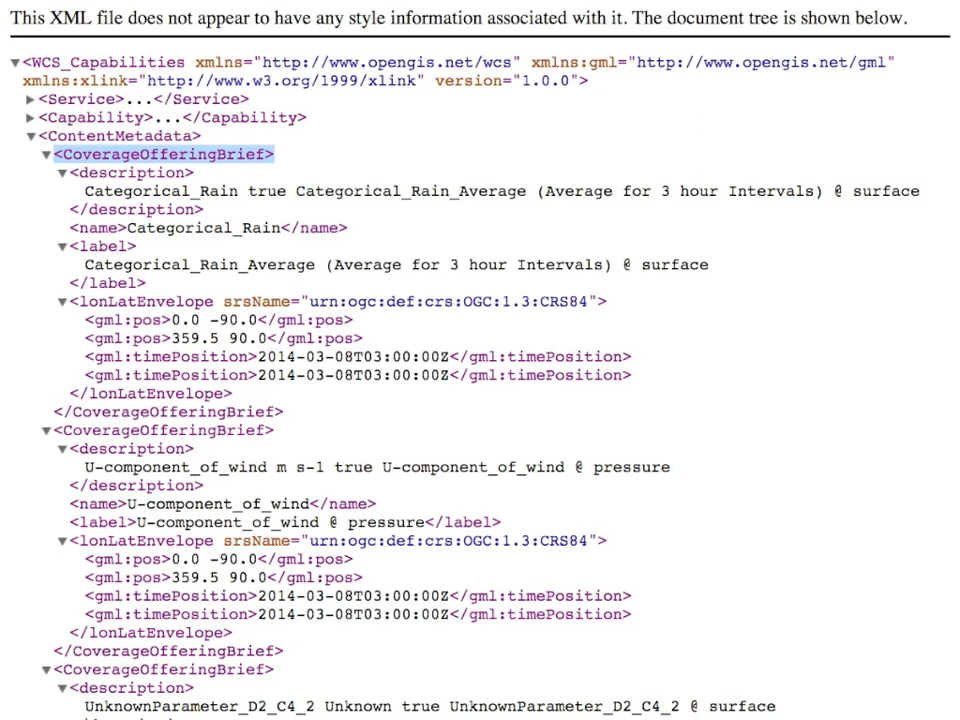 This XML file does not appear to have any style information associated with it. The document tree is shown below.
▼<WCS_Capabilities xmlns="http://www.opengis.net/wcs" xmlns:gml="http://www.opengis.net/gml"
xmlns:xlink="http://www.w3.org/1999/xlink" version="1.0.0">
▶<Service>...</Service>
▶<Capability>...</Capability>
▼<ContentMetadata>
▼<CoverageOfferingBrief>
▼<description>
Categorical_Rain true Categorical_Rain_Average (Average for 3 hour Intervals) @ surface
</description>
<name>Categorical_Rain</name>
▼<label>
Categorical_Rain_Average (Average for 3 hour Intervals) @ surface
</label>
▼<lonLatEnvelope srsName="urn:ogc:def:crs:OGC:1.3:CRS84">
<gml:pos>0.0 -90.0</gml:pos>
<gml:pos>359.5 90.0</gml:pos>
<gml:timePosition>2014-03-08T03:00:00Z</gml:timePosition>
<gml:timePosition>2014-03-08T03:00:00Z</gml:timePosition>
</lonLatEnvelope>
</CoverageOfferingBrief>
▼<CoverageOfferingBrief>
▼<description>
U-component_of_wind m s-1 true U-component_of_wind @ pressure
</description>
<name>U-component_of_wind</name>
<label>U-component_of_wind @ pressure</label>
▼<lonLatEnvelope srsName="urn:ogc:def:crs:OGC:1.3:CRS84">
<gml:pos>0.0 -90.0</gml:pos>
<gml:pos>359.5 90.0</gml:pos>
<gml:timePosition>2014-03-08T03:00:00Z</gml:timePosition>
<gml:timePosition>2014-03-08T03:00:00Z</gml:timePosition>
</lonLatEnvelope>
</CoverageOfferingBrief>
▼<CoverageOfferingBrief>
▼<description>
UnknownParameter_D2_C4_2 Unknown true UnknownParameter_D2_C4_2 @ surface